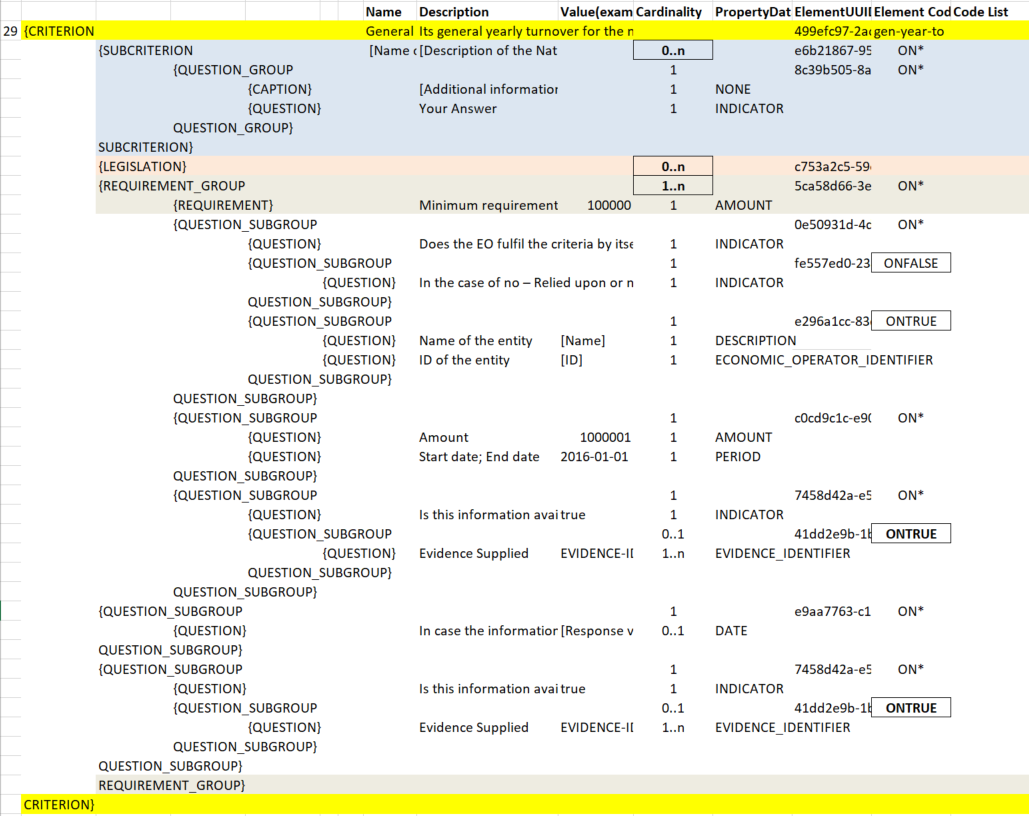 Name Description Value(exam Cardinality PropertyDat ElementUUII Element Cod Code List
29 {CRITERION General Its general yearly turnover for the n 499efc97-2a gen-year-to
{SUBCRITERION [Name c [Description of the Nat 0..n e6b21867-95 ON*
{QUESTION_GROUP 1 8c39b505-8a ON*
{CAPTION} [Additional information 1 NONE
{QUESTION} Your Answer 1 INDICATOR
QUESTION_GROUP}
SUBCRITERION}
{LEGISLATION} 0..n c753a2c5-59
{REQUIREMENT_GROUP 1..n 5ca58d66-3e ON*
{REQUIREMENT} Minimum requirement 100000 1 AMOUNT
{QUESTION_SUBGROUP 0e50931d-4c ON*
{QUESTION} Does the EO fulfil the criteria by itse 1 INDICATOR
{QUESTION_SUBGROUP 1 fe557ed0-23 ONFALSE
{QUESTION} In the case of no – Relied upon or n 1 INDICATOR
QUESTION_SUBGROUP}
{QUESTION_SUBGROUP 1 e296a1cc-83 ONTRUE
{QUESTION} Name of the entity [Name] 1 DESCRIPTION
{QUESTION} ID of the entity [ID] 1 ECONOMIC_OPERATOR_IDENTIFIER
QUESTION_SUBGROUP}
QUESTION_SUBGROUP}
{QUESTION_SUBGROUP 1 c0cd9c1c-e90 ON*
{QUESTION} Amount 1000001 1 AMOUNT
{QUESTION} Start date; End date 2016-01-01 1 PERIOD
QUESTION_SUBGROUP}
{QUESTION_SUBGROUP 1 7458d42a-e5 ON*
{QUESTION} Is this information avai true 1 INDICATOR
{QUESTION_SUBGROUP 0..1 41dd2e9b-1b ONTRUE
{QUESTION} Evidence Supplied EVIDENCE-ID 1..n EVIDENCE_IDENTIFIER
QUESTION_SUBGROUP}
QUESTION_SUBGROUP}
{QUESTION_SUBGROUP 1 e9aa7763-c1 ON*
{QUESTION} In case the information [Response v 0..1 DATE
QUESTION_SUBGROUP}
{QUESTION_SUBGROUP 1 7458d42a-e5 ON*
{QUESTION} Is this information avai true 1 INDICATOR
{QUESTION_SUBGROUP 0..1 41dd2e9b-1b ONTRUE
{QUESTION} Evidence Supplied EVIDENCE-ID 1..n EVIDENCE_IDENTIFIER
QUESTION_SUBGROUP}
QUESTION_SUBGROUP}
REQUIREMENT_GROUP}
CRITERION}